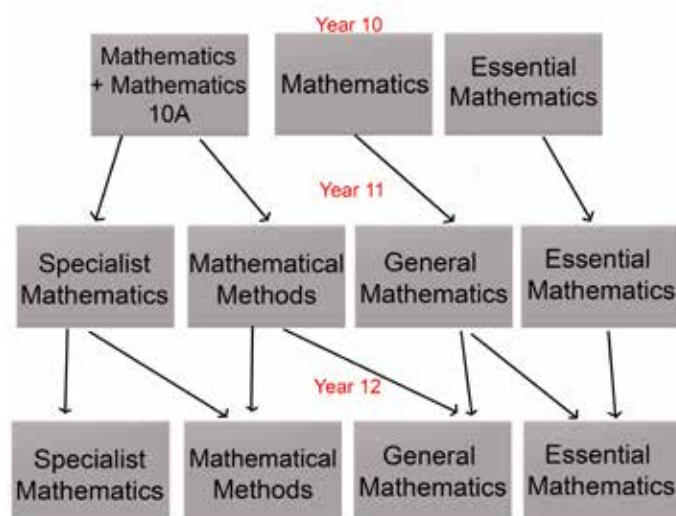 Year 10
Mathematics
+ Mathematics
10A
Mathematics
Essential
Mathematics
Year 11
Specialist
Mathematics
Mathematical
Methods
General
Mathematics
Essential
Mathematics
Year 12
Specialist
Mathematics
Mathematical
Methods
General
Mathematics
Essential
Mathematics